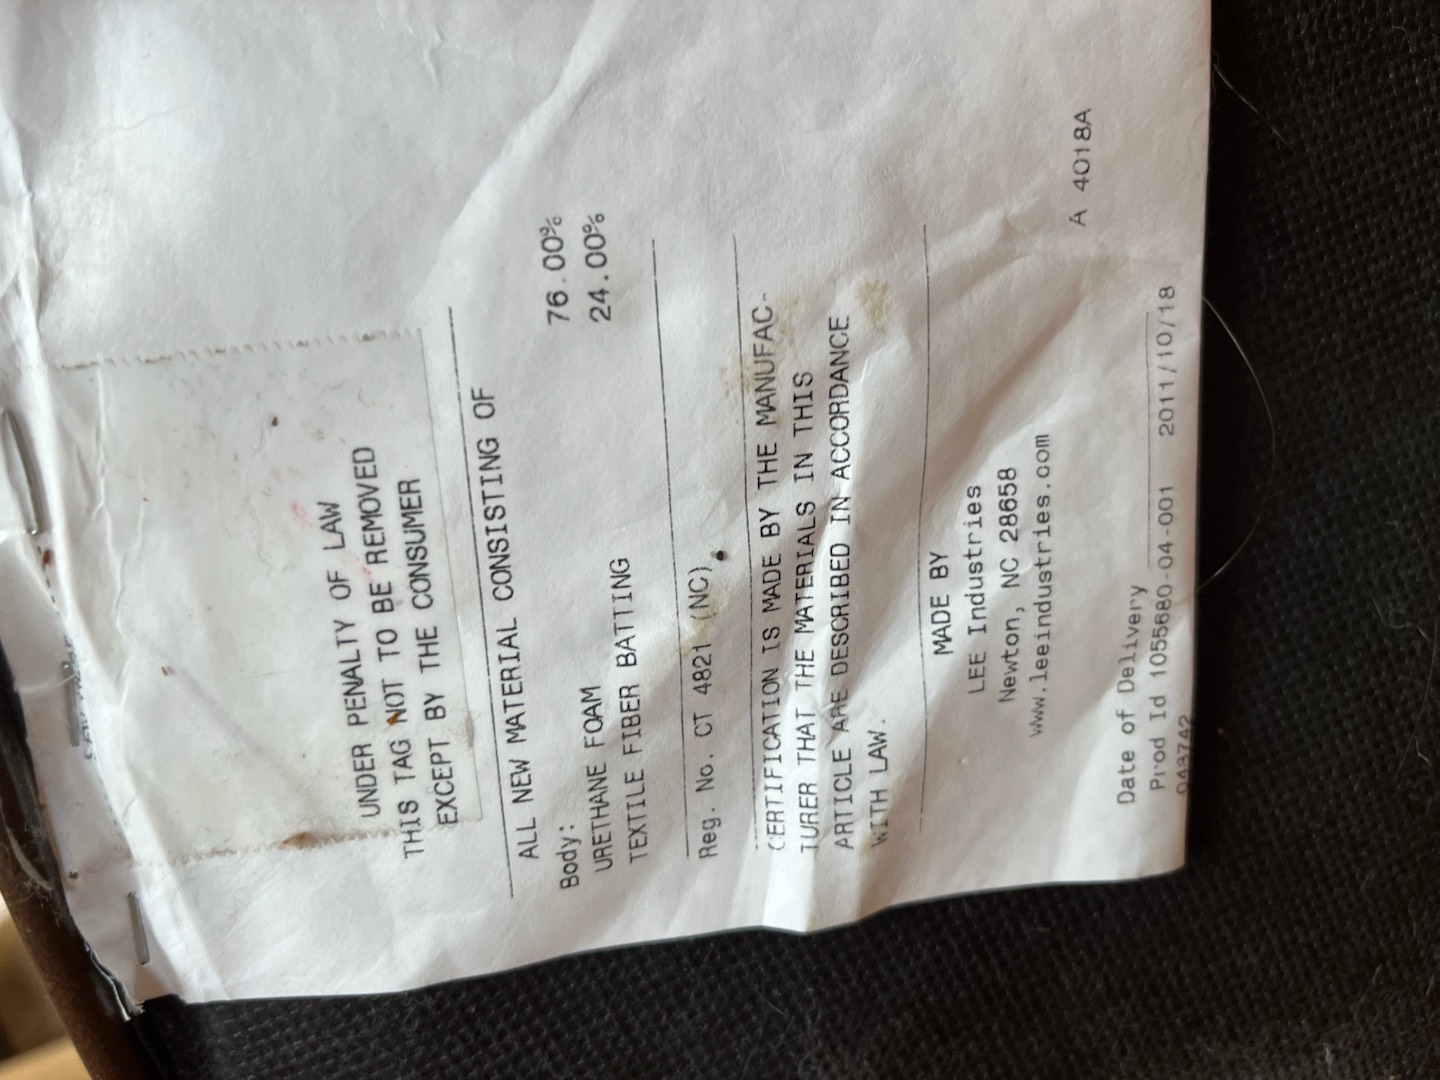 UNDER PENALTY OF LAW
THIS TAG NOT TO BE REMOVED
EXCEPT BY THE CONSUMER
ALL NEW MATERIAL CONSISTING OF
Body:
URETHANE FOAM 76.00%
TEXTILE FIBER BATTING 24.00%
Reg. No. CT 4821 (NC)
CERTIFICATION IS MADE BY THE MANUFAC-
TURER THAT THE MATERIALS IN THIS
ARTICLE ARE DESCRIBED IN ACCORDANCE
WITH LAW.
MADE BY
LEE Industries
Newton, NC 28658
www.leeindustries.com
A 4018A
Date of Delivery
Prod Id 1055680-04-001 2011/10/18